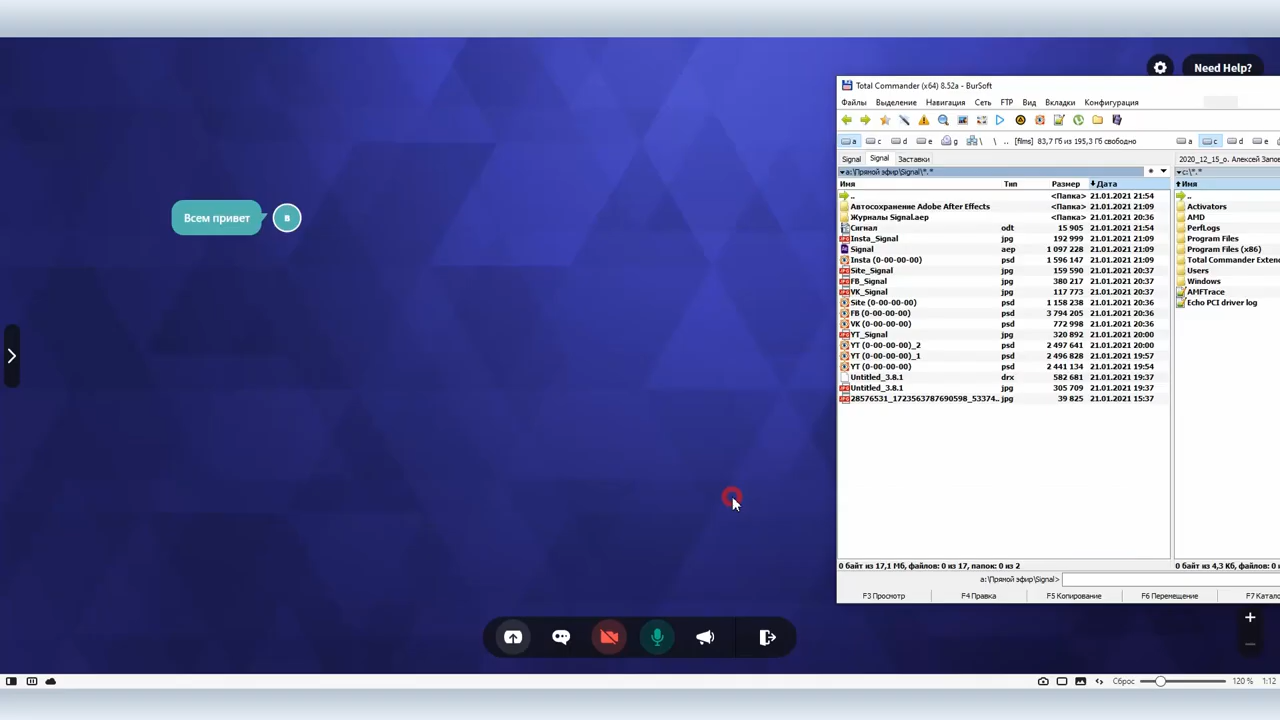 Need Help?
Всем привет
в
Total Commander (x64) 8.52a - BurSoft
Файлы Выделение Навигация Сеть FTP Вид Вкладки Конфигурация
a c d e g \ \ .. [films] 83,7 Гб из 195,3 Гб свободно a c d e
Signal Signal Заставки 2020_12_15_о. Алексей Запо
a:\Прямой эфир\Signal\*.* * c:\*.*
Имя Тип Размер Дата Имя
.. <Папка> 21.01.2021 21:54 ..
Автосохранение Adobe After Effects <Папка> 21.01.2021 21:09 Activators
Журналы Signal.aep <Папка> 21.01.2021 20:36 AMD
Сигнал odt 15 905 21.01.2021 21:54 PerfLogs
Insta_Signal jpg 192 999 21.01.2021 21:09 Program Files
Signal aep 1 097 228 21.01.2021 21:09 Program Files (x86)
Insta (0-00-00-00) psd 1 596 147 21.01.2021 21:09 Total Commander Exten
Site_Signal jpg 159 590 21.01.2021 20:37 Users
FB_Signal jpg 380 217 21.01.2021 20:37 Windows
VK_Signal jpg 117 773 21.01.2021 20:37 AMFTrace
Site (0-00-00-00) psd 1 158 238 21.01.2021 20:36 Echo PCI driver log
FB (0-00-00-00) psd 3 794 205 21.01.2021 20:36
VK (0-00-00-00) psd 772 998 21.01.2021 20:36
YT_Signal jpg 320 892 21.01.2021 20:00
YT (0-00-00-00)_2 psd 2 497 641 21.01.2021 20:00
YT (0-00-00-00)_1 psd 2 496 828 21.01.2021 19:57
YT (0-00-00-00) psd 2 441 134 21.01.2021 19:54
Untitled_3.8.1 drx 582 681 21.01.2021 19:37
Untitled_3.8.1 jpg 305 709 21.01.2021 19:37
28576531_1723563787690598_53374.. jpg 39 825 21.01.2021 15:37
0 байт из 17,1 Мб, файлов: 0 из 17, папок: 0 из 2 0 байт из 4,3 Кб, файлов: 0 из
a:\Прямой эфир\Signal>
F3 Просмотр F4 Правка F5 Копирование F6 Перемещение F7 Катало
Сброс 120 % 1:12